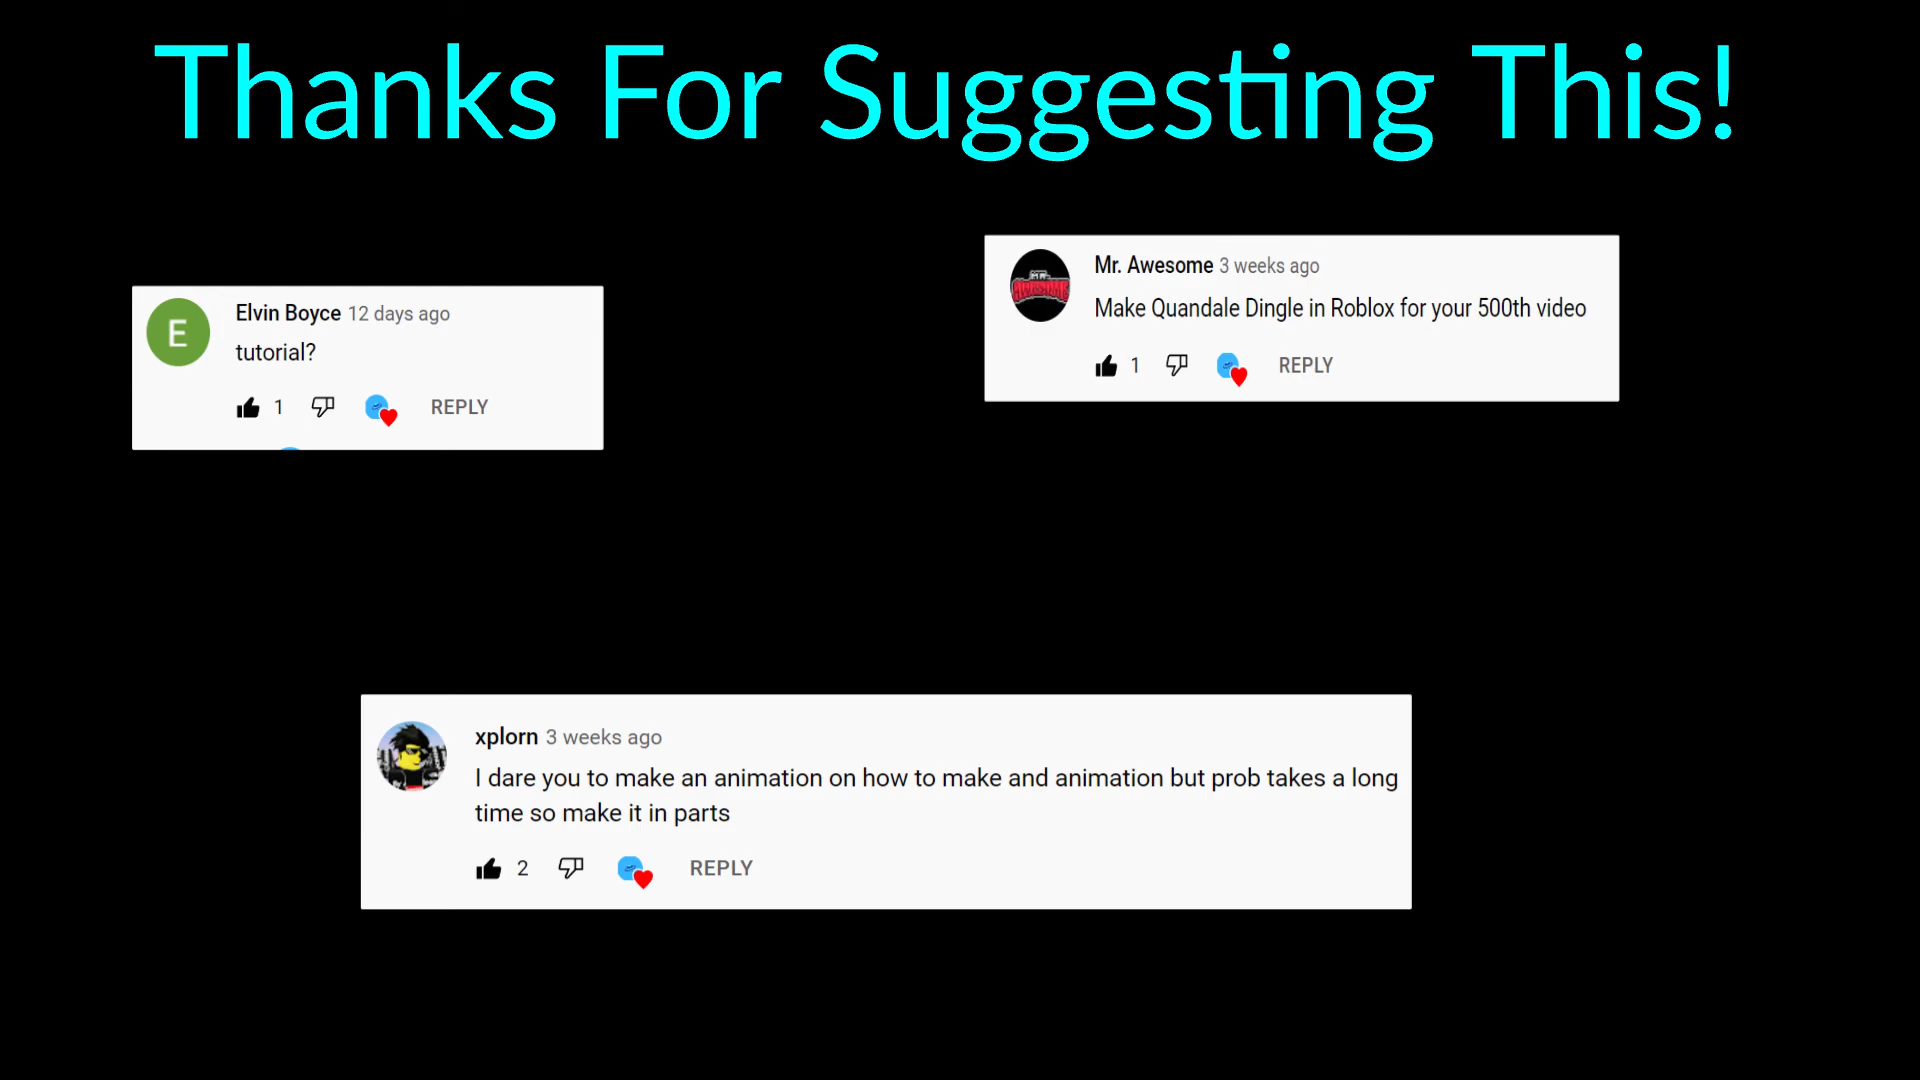 Thanks For Suggesting This!
Mr. Awesome 3 weeks ago
AWESOME
Make Quandale Dingle in Roblox for your 500th video
1 REPLY
E
Elvin Boyce 12 days ago
tutorial?
1 REPLY
xplorn 3 weeks ago
I dare you to make an animation on how to make and animation but prob takes a long
time so make it in parts
2 REPLY